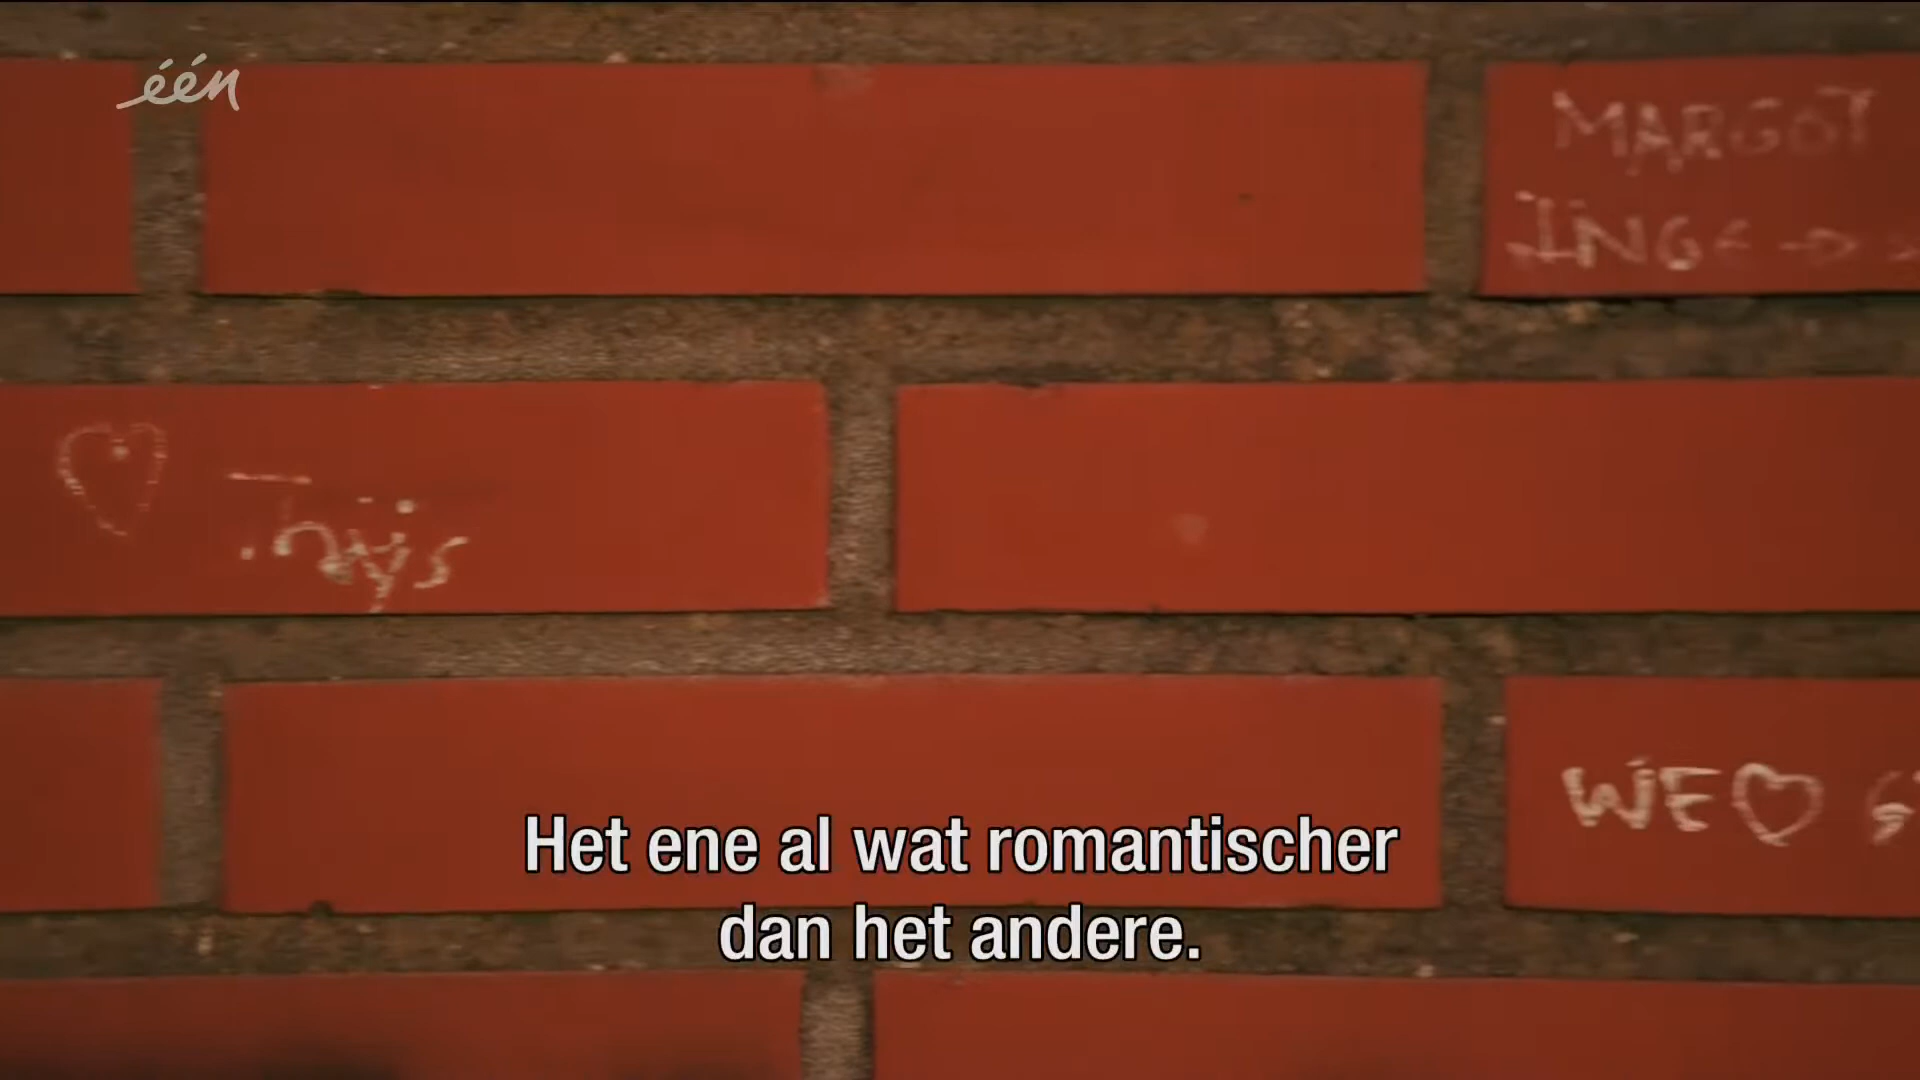 één
MARGOT
INGE
♡ Thijs
WE ♡
Het ene al wat romantischer
dan het andere.